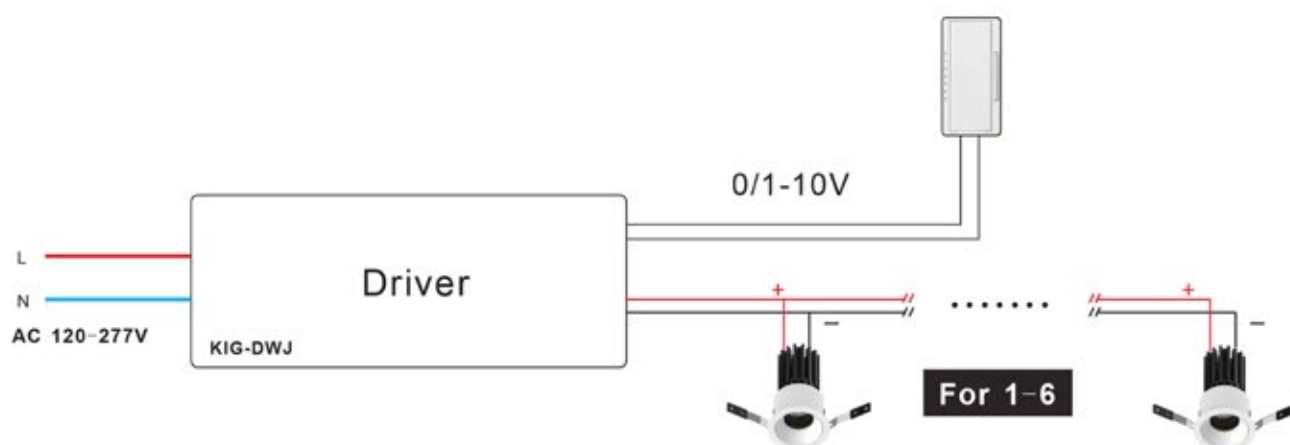 0/1-10V
L
Driver
N
AC 120-277V
KIG-DWJ
+
−
+
−
For 1-6